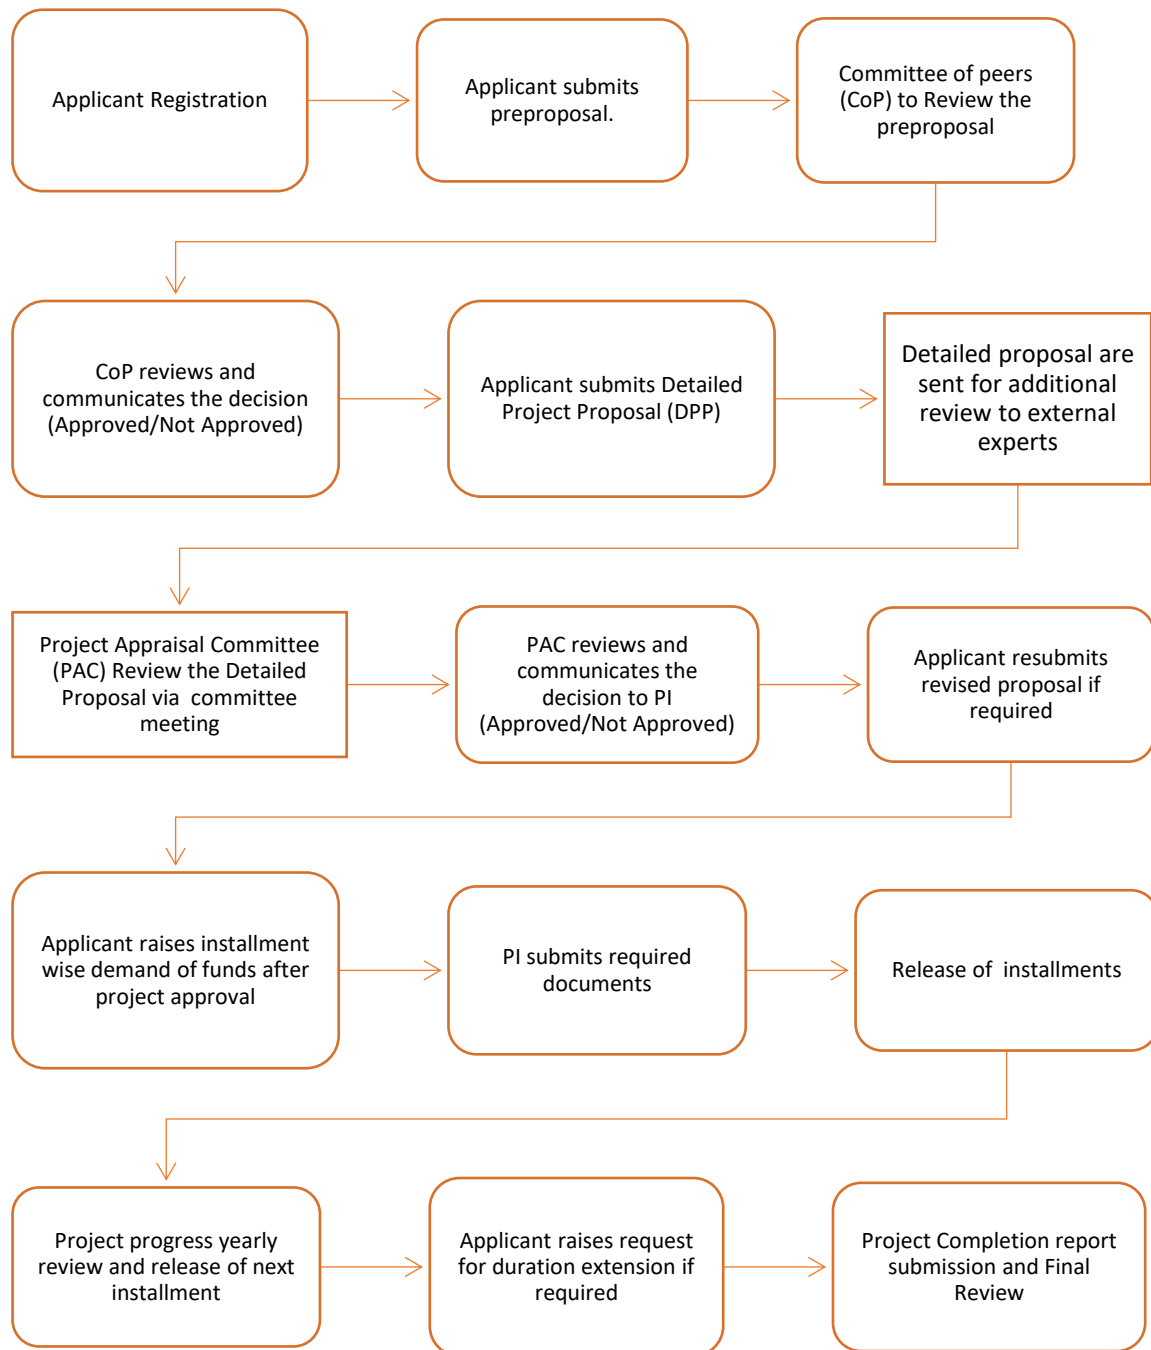 Applicant Registration
Applicant submits
preproposal.
Committee of peers
(CoP) to Review the
preproposal
CoP reviews and
communicates the decision
(Approved/Not Approved)
Applicant submits Detailed
Project Proposal (DPP)
Detailed proposal are
sent for additional
review to external
experts
Project Appraisal Committee
(PAC) Review the Detailed
Proposal via committee
meeting
PAC reviews and
communicates the
decision to PI
(Approved/Not Approved)
Applicant resubmits
revised proposal if
required
Applicant raises installment
wise demand of funds after
project approval
PI submits required
documents
Release of installments
Project progress yearly
review and release of next
installment
Applicant raises request
for duration extension if
required
Project Completion report
submission and Final
Review